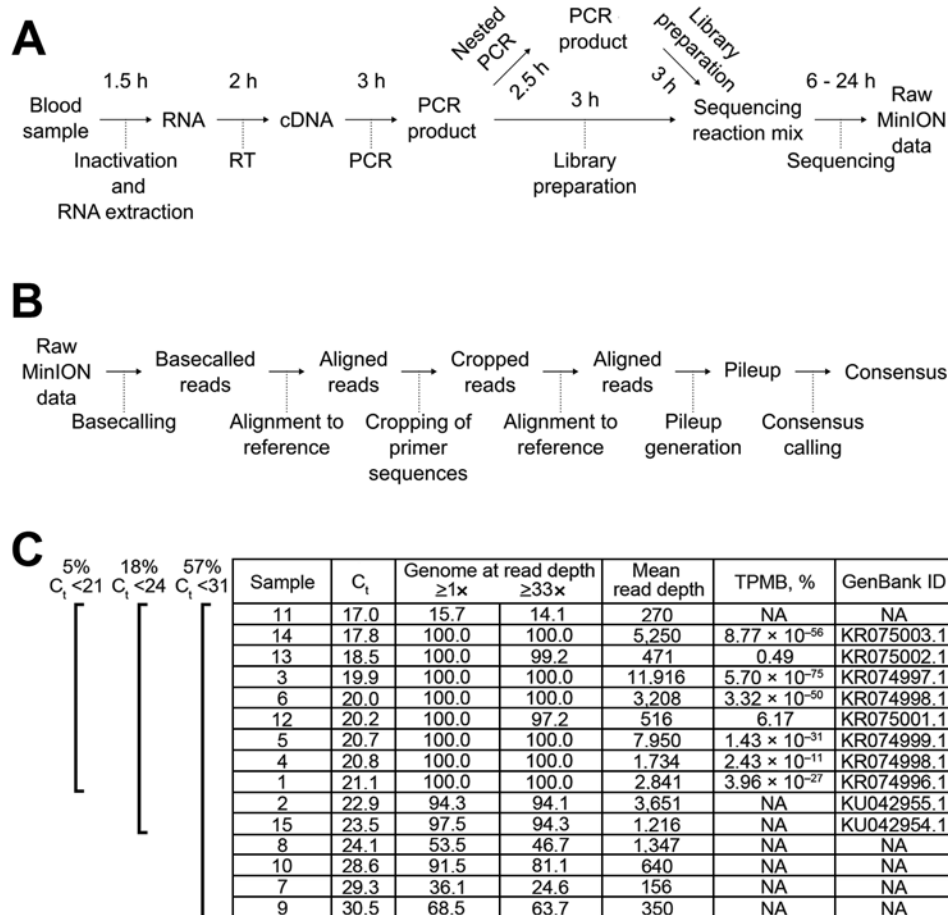 A
Blood
sample
1.5 h
Inactivation
and
RNA extraction
RNA
2 h
RT
cDNA
3 h
PCR
PCR
product
Nested
PCR
2.5 h
PCR
product
Library
preparation
3 h
3 h
Library
preparation
Sequencing
reaction mix
6 - 24 h
Sequencing
Raw
MinION
data
B
Raw
MinION
data
Basecalling
Basecalled
reads
Alignment to
reference
Aligned
reads
Cropping of
primer
sequences
Cropped
reads
Alignment to
reference
Aligned
reads
Pileup
generation
Pileup
Consensus
calling
Consensus
C
5% 18% 57%
Ct <21 Ct <24 Ct <31
Sample Ct Genome at read depth Mean read depth TPMB, % GenBank ID
≥1× ≥33×
11 17.0 15.7 14.1 270 NA NA
14 17.8 100.0 100.0 5,250 8.77 × 10⁻⁵⁶ KR075003.1
13 18.5 100.0 99.2 471 0.49 KR075002.1
3 19.9 100.0 100.0 11.916 5.70 × 10⁻⁷⁵ KR074997.1
6 20.0 100.0 100.0 3,208 3.32 × 10⁻⁵⁰ KR074998.1
12 20.2 100.0 97.2 516 6.17 KR075001.1
5 20.7 100.0 100.0 7.950 1.43 × 10⁻³¹ KR074999.1
4 20.8 100.0 100.0 1.734 2.43 × 10⁻¹¹ KR074998.1
1 21.1 100.0 100.0 2.841 3.96 × 10⁻²⁷ KR074996.1
2 22.9 94.3 94.1 3,651 NA KU042955.1
15 23.5 97.5 94.3 1.216 NA KU042954.1
8 24.1 53.5 46.7 1,347 NA NA
10 28.6 91.5 81.1 640 NA NA
7 29.3 36.1 24.6 156 NA NA
9 30.5 68.5 63.7 350 NA NA